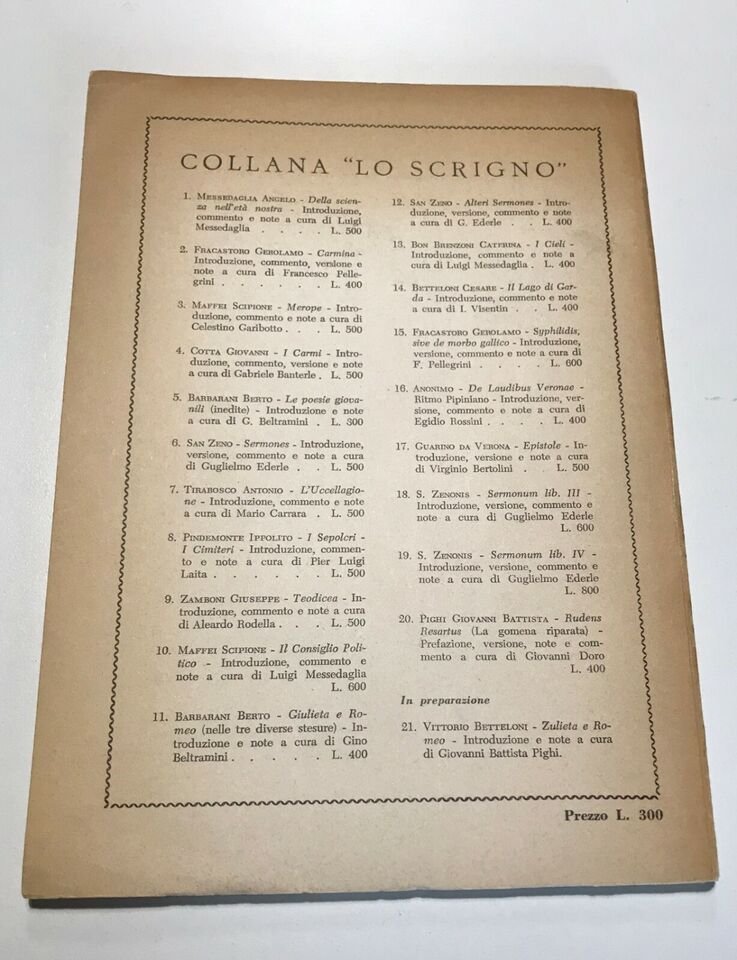 COLLANA "LO SCRIGNO"
1. MESSEDAGLIA ANGELO - Della scien-
za nell'età nostra - Introduzione,
commento e note a cura di Luigi
Messedaglia . . . . L. 500
2. FRACASTORO GEROLAMO - Carmina -
Introduzione, commento, versione e
note a cura di Francesco Pelle-
grini . . . . . . L. 400
3. MAFFEI SCIPIONE - Merope - Intro-
duzione, commento e note a cura di
Celestino Garibotto . . . L. 500
4. COTTA GIOVANNI - I Carmi - Intro-
duzione, commento, versione e note
a cura di Gabriele Banterle . L. 500
5. BARBARANI BERTO - Le poesie giova-
nili (inedite) - Introduzione e note
a cura di G. Beltramini . L. 300
6. SAN ZENO - Sermones - Introduzione,
versione, commento e note a cura
di Guglielmo Ederle . . L. 500
7. TIRABOSCO ANTONIO - L'Uccellagio-
ne - Introduzione, commento e note
a cura di Mario Carrara . L. 500
8. PINDEMONTE IPPOLITO - I Sepolcri -
I Cimiteri - Introduzione, commen-
to e note a cura di Pier Luigi
Laita . . . . . . L. 500
9. ZAMBONI GIUSEPPE - Teodicea - In-
troduzione, commento e note a cura
di Aleardo Rodella . . . L. 500
10. MAFFEI SCIPIONE - Il Consiglio Poli-
tico - Introduzione, commento e
note a cura di Luigi Messedaglia
L. 600
11. BARBARANI BERTO - Giulieta e Ro-
meo (nelle tre diverse stesure) - In-
troduzione e note a cura di Gino
Beltramini . . . . . L. 400
12. SAN ZENO - Alteri Sermones - Intro-
duzione, versione, commento e note
a cura di G. Ederle . . L. 400
13. BON BRENZONI CATERINA - I Cieli -
Introduzione, commento e note a
cura di Luigi Messedaglia . L. 400
14. BETTELONI CESARE - Il Lago di Gar-
da - Introduzione, commento e note
a cura di I. Visentin . . L. 400
15. FRACASTORO GEROLAMO - Syphilidis,
sive de morbo gallico - Introduzione,
versione, commento e note a cura di
F. Pellegrini . . . . L. 600
16. ANONIMO - De Laudibus Veronae -
Ritmo Pipiniano - Introduzione, ver-
sione, commento e note a cura di
Egidio Rossini . . . . L. 400
17. GUARINO DA VERONA - Epistole - In-
troduzione, versione e note a cura
di Virginio Bertolini . . L. 500
18. S. ZENONIS - Sermonum lib. III -
Introduzione, versione, commento e
note a cura di Guglielmo Ederle
L. 600
19. S. ZENONIS - Sermonum lib. IV -
Introduzione, versione, commento e
note a cura di Guglielmo Ederle
L. 800
20. PIGHI GIOVANNI BATTISTA - Rudens
Resartus (La gomena riparata) -
Prefazione, versione, note e com-
mento a cura di Giovanni Doro
L. 400
In preparazione
21. VITTORIO BETTELONI - Zulieta e Ro-
meo - Introduzione e note a cura
di Giovanni Battista Pighi.
Prezzo L. 300